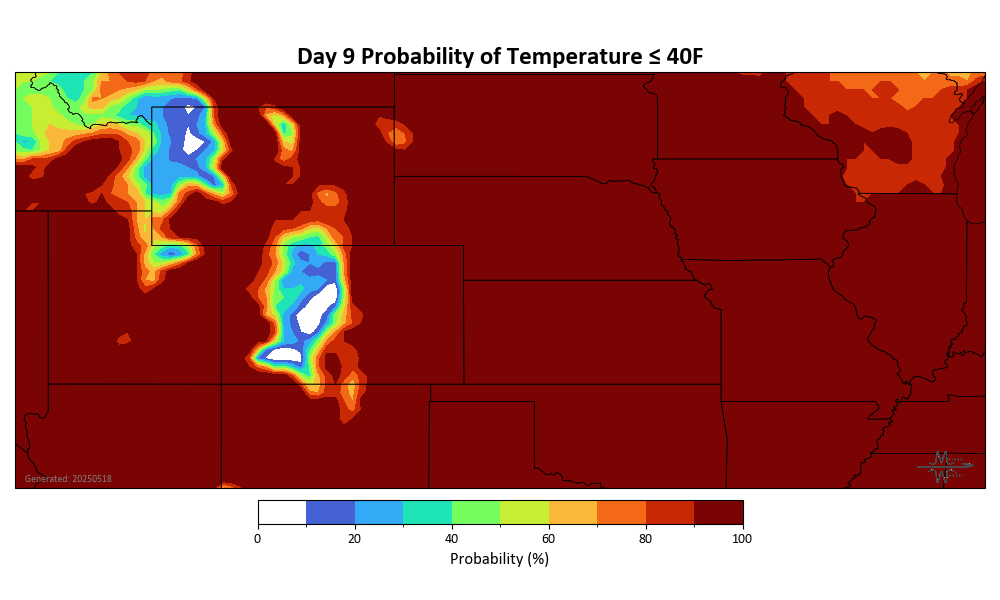 Day 9 Probability of Temperature ≤ 40F
Generated: 20250518
0 20 40 60 80 100
Probability (%)